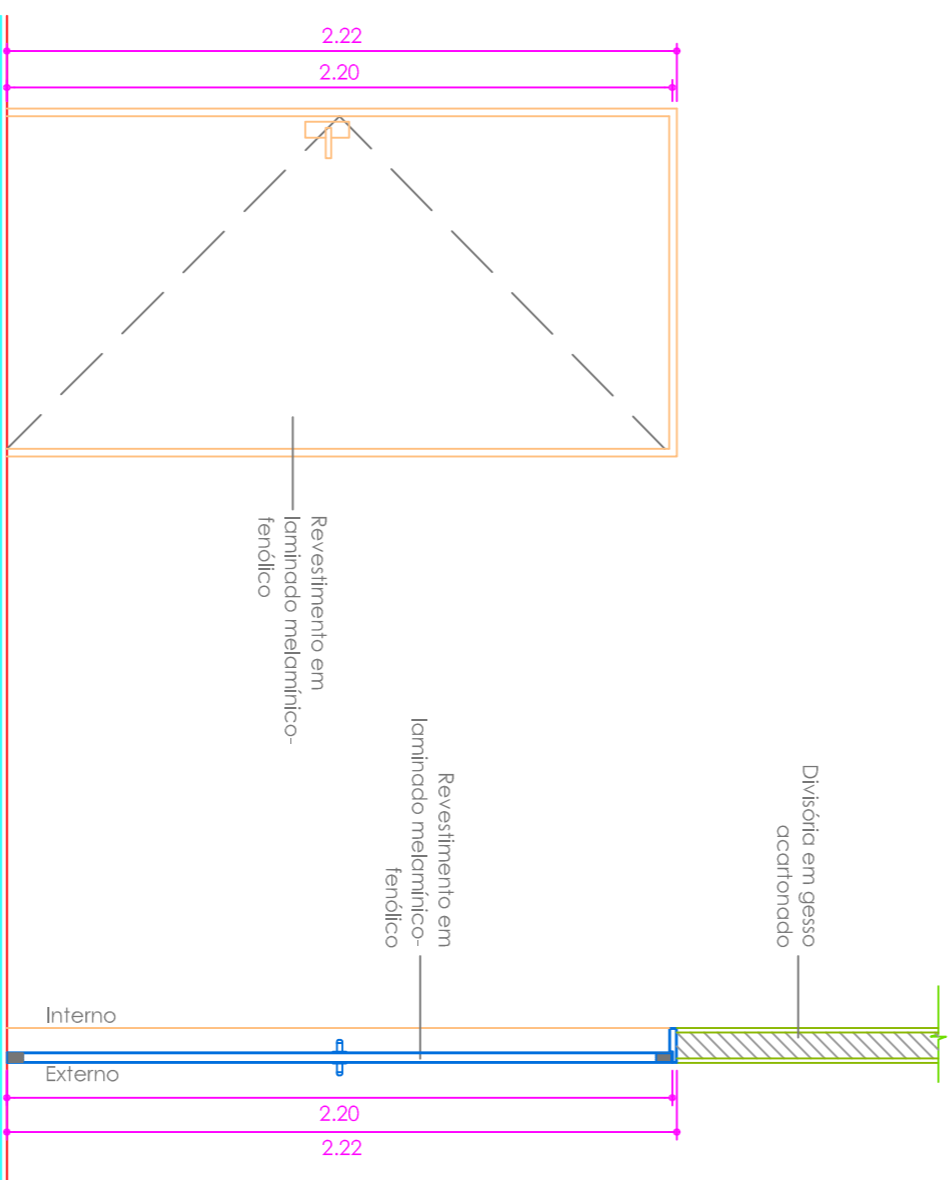 2.22
2.20
Revestimento em
laminado melamínico-
fenólico
Revestimento em
laminado melamínico-
fenólico
Divisória em gesso
acartonado
Interno
Externo
2.20
2.22